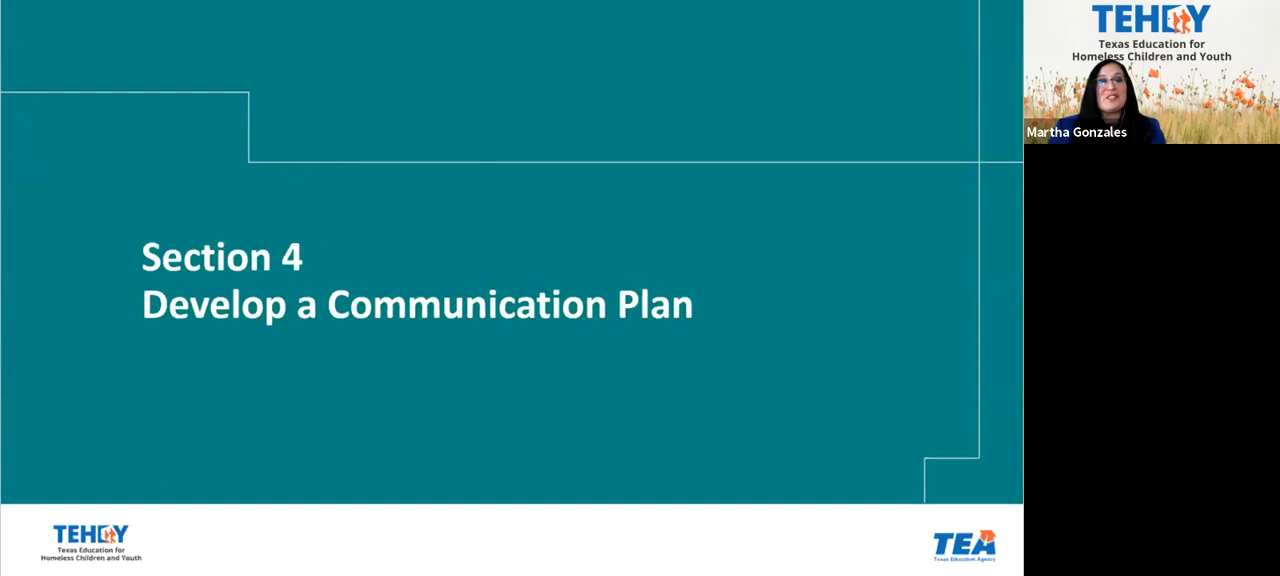 Section 4
Develop a Communication Plan
TEHCY
Texas Education for
Homeless Children and Youth
TEA
Texas Education Agency
TEHCY
Texas Education for
Homeless Children and Youth
Martha Gonzales